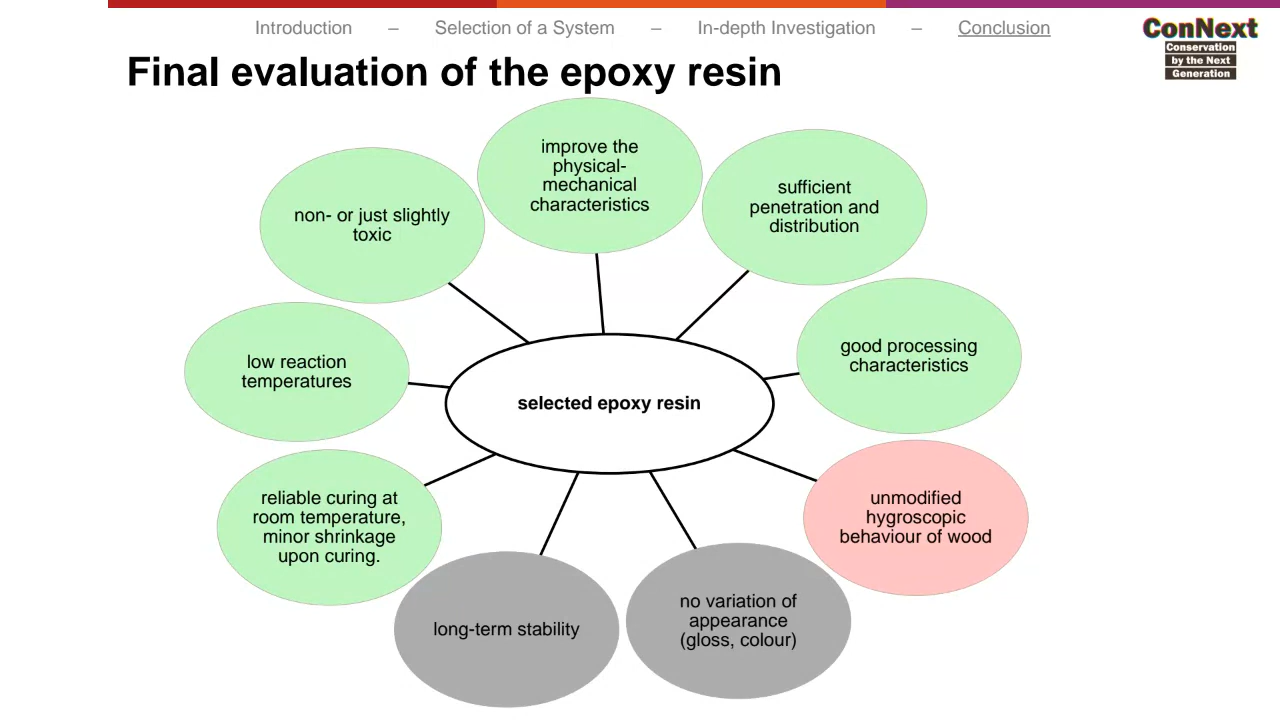 Introduction – Selection of a System – In-depth Investigation – Conclusion
ConNext
Conservation
by the Next
Generation
Final evaluation of the epoxy resin
improve the
physical-
mechanical
characteristics
sufficient
penetration and
distribution
non- or just slightly
toxic
good processing
characteristics
low reaction
temperatures
selected epoxy resin
unmodified
hygroscopic
behaviour of wood
reliable curing at
room temperature,
minor shrinkage
upon curing.
no variation of
appearance
(gloss, colour)
long-term stability